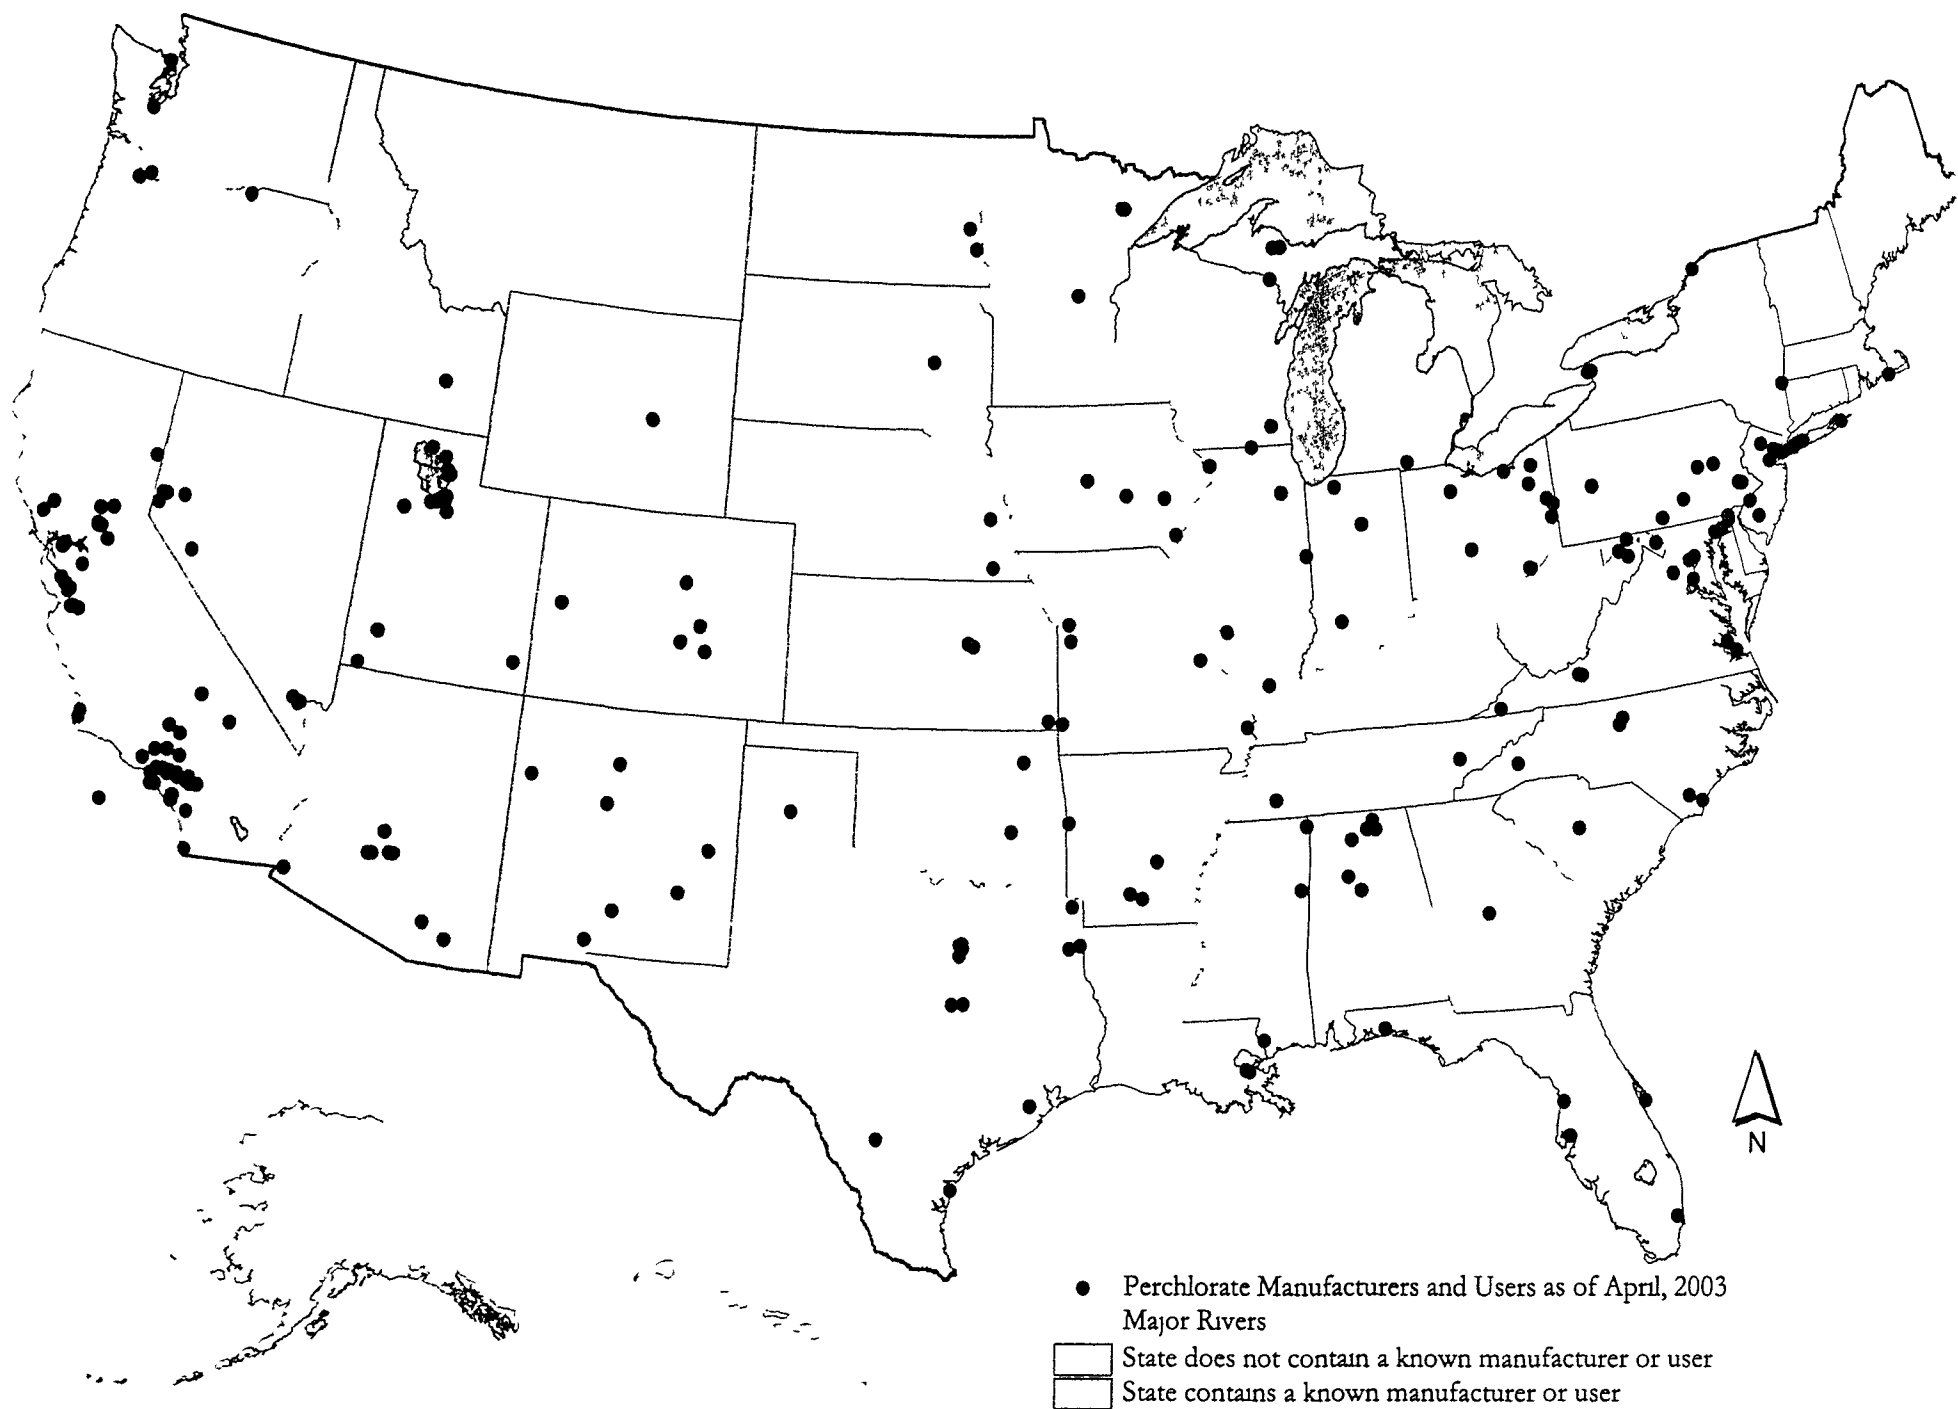 N
Perchlorate Manufacturers and Users as of April, 2003
Major Rivers
State does not contain a known manufacturer or user
State contains a known manufacturer or user